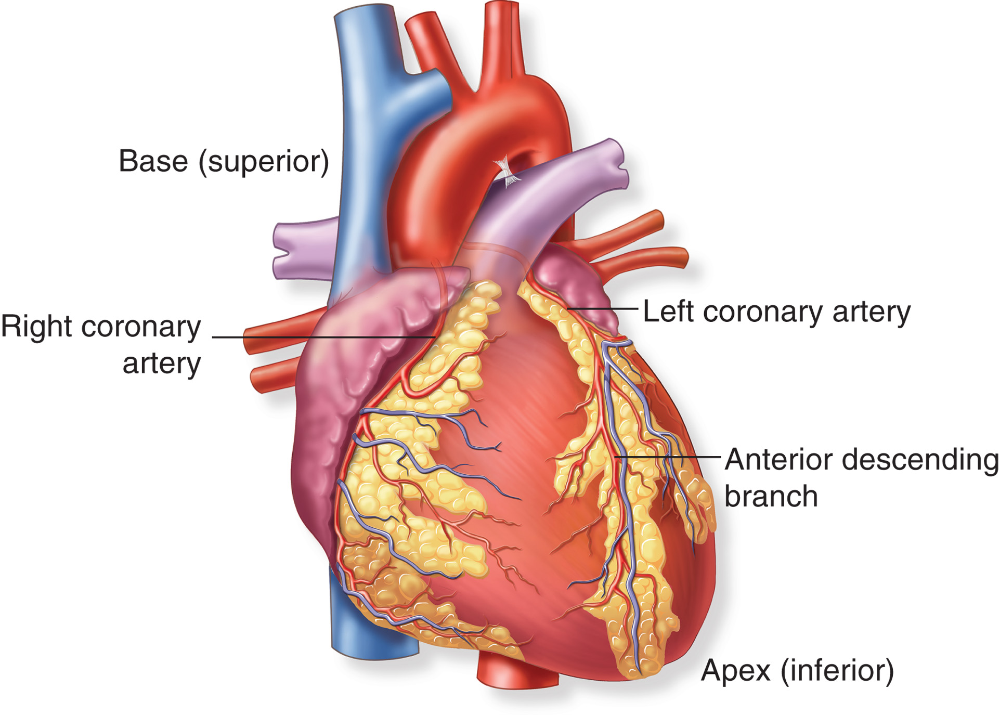 Base (superior)
Right coronary
artery
Left coronary artery
Anterior descending
branch
Apex (inferior)